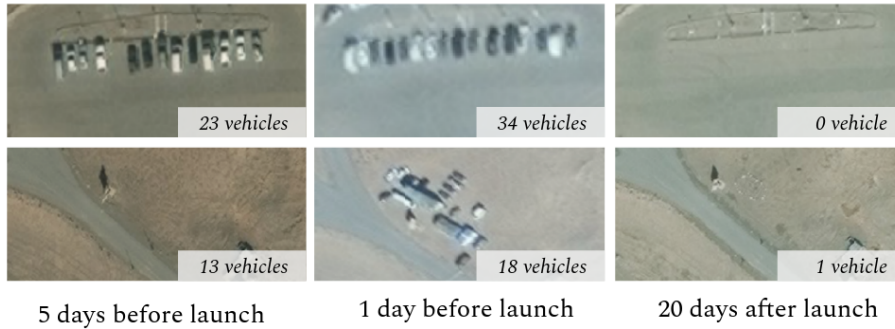 23 vehicles
34 vehicles
0 vehicle
13 vehicles
18 vehicles
1 vehicle
5 days before launch
1 day before launch
20 days after launch